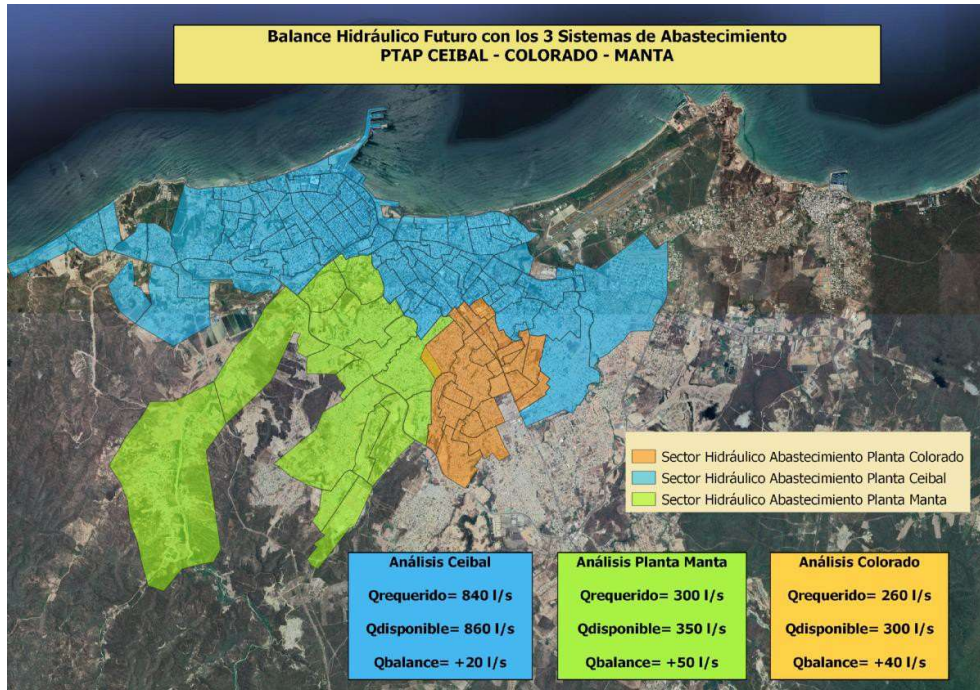 Balance Hidráulico Futuro con los 3 Sistemas de Abastecimiento
PTAP CEIBAL - COLORADO - MANTA
Sector Hidráulico Abastecimiento Planta Colorado
Sector Hidráulico Abastecimiento Planta Ceibal
Sector Hidráulico Abastecimiento Planta Manta
Análisis Ceibal
Qrequerido= 840 l/s
Qdisponible= 860 l/s
Qbalance= +20 l/s
Análisis Planta Manta
Qrequerido= 300 l/s
Qdisponible= 350 l/s
Qbalance= +50 l/s
Análisis Colorado
Qrequerido= 260 l/s
Qdisponible= 300 l/s
Qbalance= +40 l/s